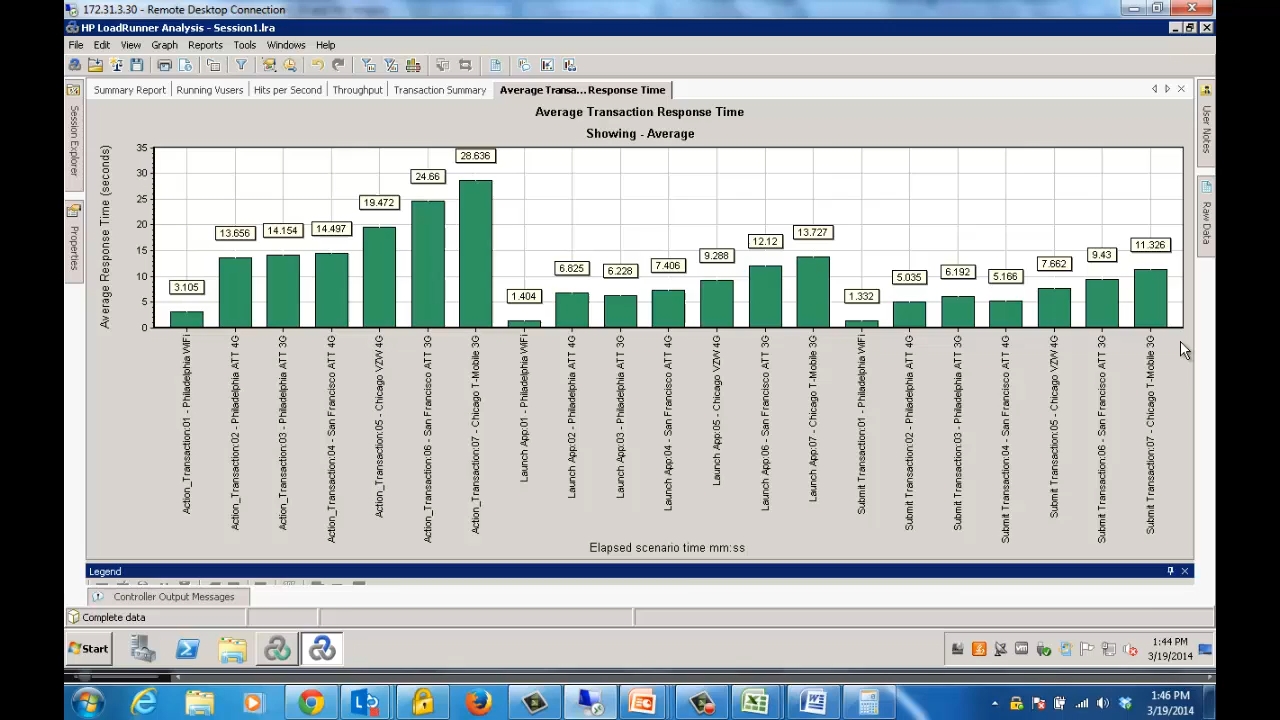 172.31.3.30 - Remote Desktop Connection
HP LoadRunner Analysis - Session1.lra
File Edit View Graph Reports Tools Windows Help
Summary Report Running Vusers Hits per Second Throughput Transaction Summary Average Transa...n Response Time
Session Explorer
Properties
User Notes
Raw Data
Average Transaction Response Time
Showing - Average
Average Response Time (seconds)
35
30
25
20
15
10
5
0
3.105
13.656
14.154
14.497
19.472
24.66
28.636
1.404
6.825
6.228
7.406
9.288
12.12
13.727
1.332
5.035
6.192
5.166
7.662
9.43
11.326
Action_Transaction:01 - Philadelphia WiFi
Action_Transaction:02 - Philadelphia ATT 4G
Action_Transaction:03 - Philadelphia ATT 3G
Action_Transaction:04 - San Francisco ATT 4G
Action_Transaction:05 - Chicago VZW 4G
Action_Transaction:06 - San Francisco ATT 3G
Action_Transaction:07 - Chicago T-Mobile 3G
Launch App:01 - Philadelphia WiFi
Launch App:02 - Philadelphia ATT 4G
Launch App:03 - Philadelphia ATT 3G
Launch App:04 - San Francisco ATT 4G
Launch App:05 - Chicago VZW 4G
Launch App:06 - San Francisco ATT 3G
Launch App:07 - Chicago T-Mobile 3G
Submit Transaction:01 - Philadelphia WiFi
Submit Transaction:02 - Philadelphia ATT 4G
Submit Transaction:03 - Philadelphia ATT 3G
Submit Transaction:04 - San Francisco ATT 4G
Submit Transaction:05 - Chicago VZW 4G
Submit Transaction:06 - San Francisco ATT 3G
Submit Transaction:07 - Chicago T-Mobile 3G
Elapsed scenario time mm:ss
Legend
Controller Output Messages
Complete data
Start
1:44 PM
3/19/2014
1:46 PM
3/19/2014